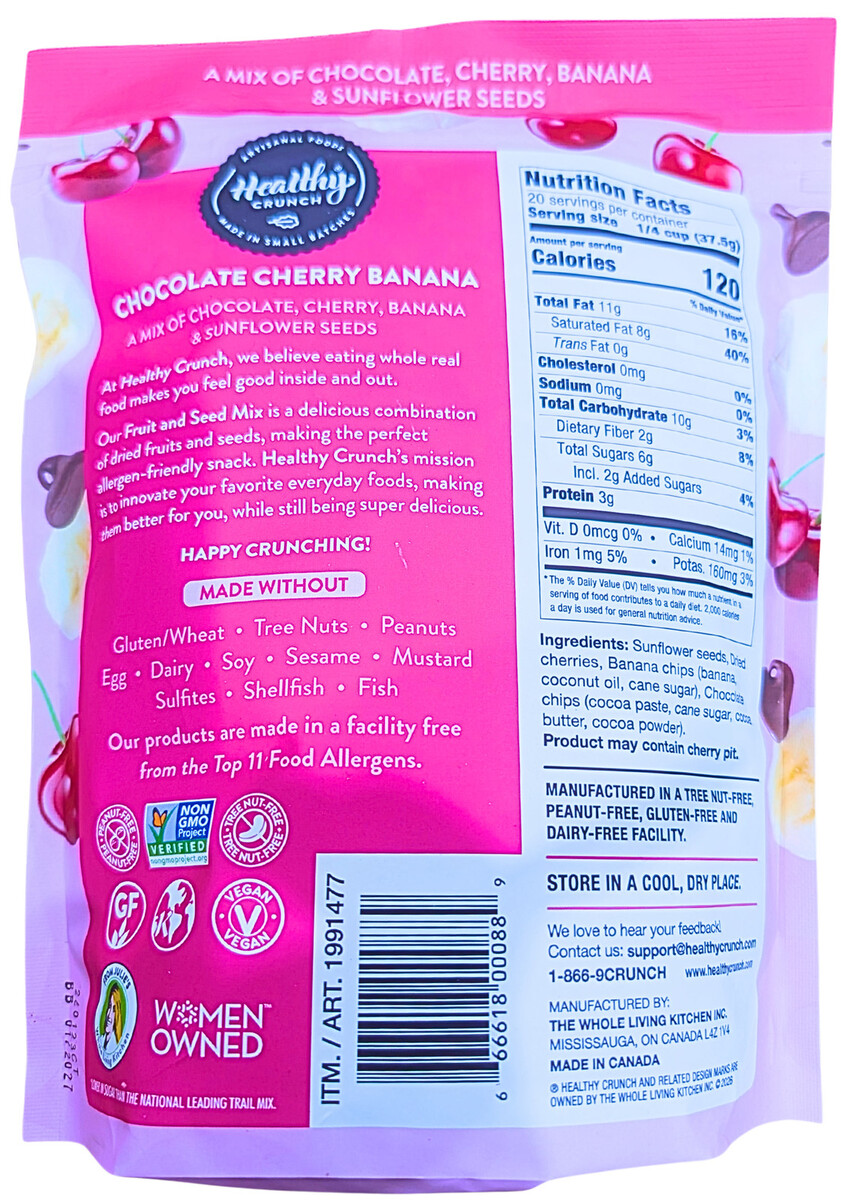 A MIX OF CHOCOLATE, CHERRY, BANANA
& SUNFLOWER SEEDS
ARTISANAL FOODS
Healthy
CRUNCH
MADE IN SMALL BATCHES
CHOCOLATE CHERRY BANANA
A MIX OF CHOCOLATE, CHERRY, BANANA
& SUNFLOWER SEEDS
At Healthy Crunch, we believe eating whole real
food makes you feel good inside and out.
Our Fruit and Seed Mix is a delicious combination
of dried fruits and seeds, making the perfect
allergen-friendly snack. Healthy Crunch's mission
is to innovate your favorite everyday foods, making
them better for you, while still being super delicious.
HAPPY CRUNCHING!
MADE WITHOUT
Gluten/Wheat • Tree Nuts • Peanuts
Egg • Dairy • Soy • Sesame • Mustard
Sulfites • Shellfish • Fish
Our products are made in a facility free
from the Top 11 Food Allergens.
PEANUT-FREE
PEANUT-FREE
NON
GMO
Project
VERIFIED
nongmoproject.org
TREE NUT-FREE
TREE NUT-FREE
GF
K
VEGAN
V
VEGAN
FROM JULIE'S
Kitchen
WOMEN™
OWNED
THAN THE NATIONAL LEADING TRAIL MIX.
BB 01/2027
ITM. / ART. 1991477
6 66618 00088 9
Nutrition Facts
20 servings per container
Serving size 1/4 cup (37.5g)
Amount per serving
Calories 120
% Daily Value*
Total Fat 11g 16%
Saturated Fat 8g 40%
Trans Fat 0g
Cholesterol 0mg 0%
Sodium 0mg 0%
Total Carbohydrate 10g 3%
Dietary Fiber 2g 8%
Total Sugars 6g
Incl. 2g Added Sugars 4%
Protein 3g
Vit. D 0mcg 0% • Calcium 14mg 1%
Iron 1mg 5% • Potas. 160mg 3%
*The % Daily Value (DV) tells you how much a nutrient in a
serving of food contributes to a daily diet. 2,000 calories
a day is used for general nutrition advice.
Ingredients: Sunflower seeds, Dried
cherries, Banana chips (banana,
coconut oil, cane sugar), Chocolate
chips (cocoa paste, cane sugar, cocoa
butter, cocoa powder).
Product may contain cherry pit.
MANUFACTURED IN A TREE NUT-FREE,
PEANUT-FREE, GLUTEN-FREE AND
DAIRY-FREE FACILITY.
STORE IN A COOL, DRY PLACE.
We love to hear your feedback!
Contact us: support@healthycrunch.com
1-866-9CRUNCH www.healthycrunch.com
MANUFACTURED BY:
THE WHOLE LIVING KITCHEN INC.
MISSISSAUGA, ON CANADA L4Z 1V4
MADE IN CANADA
® HEALTHY CRUNCH AND RELATED DESIGN MARKS ARE
OWNED BY THE WHOLE LIVING KITCHEN INC © 2026